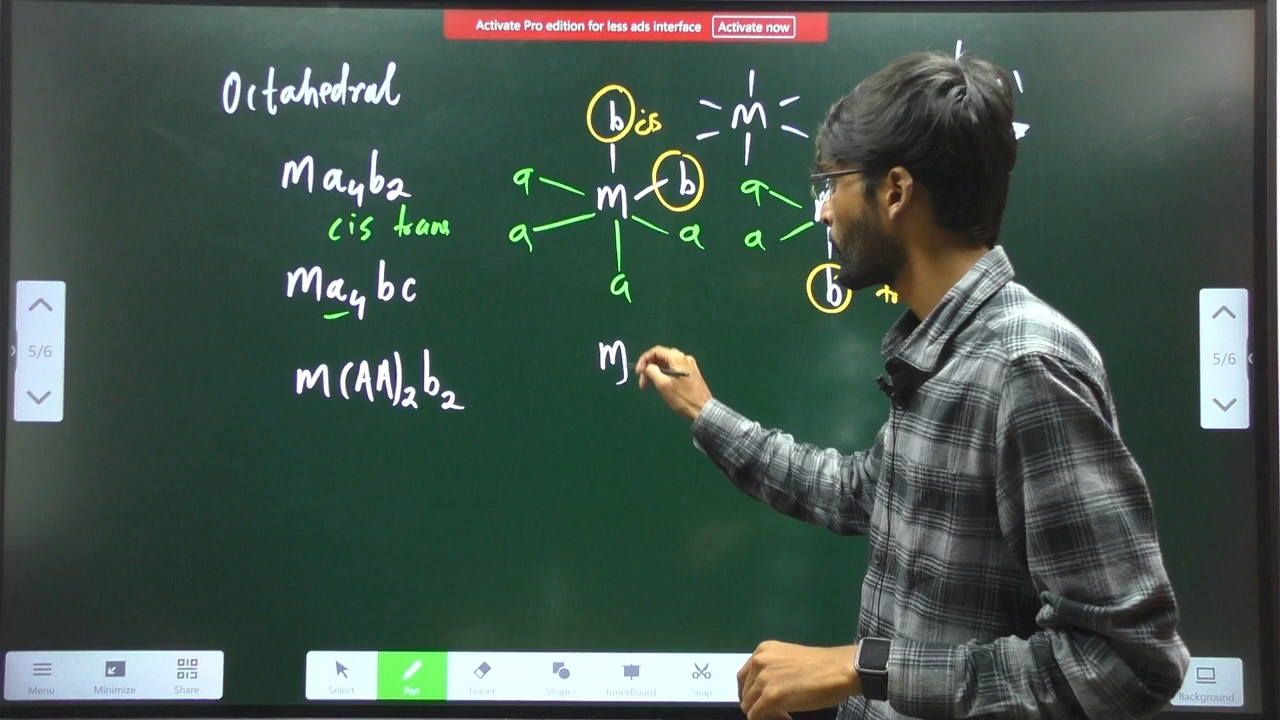 Activate Pro edition for less ads interface Activate now
Octahedral
Ma₄b₂
cis trans
Ma₄bc
M(AA)₂b₂
b cis
a M b
a a
a
M
a
a
b
M
5/6
5/6
Menu Minimize Share Select Pen Eraser Shapes InnerBoard Snap Background